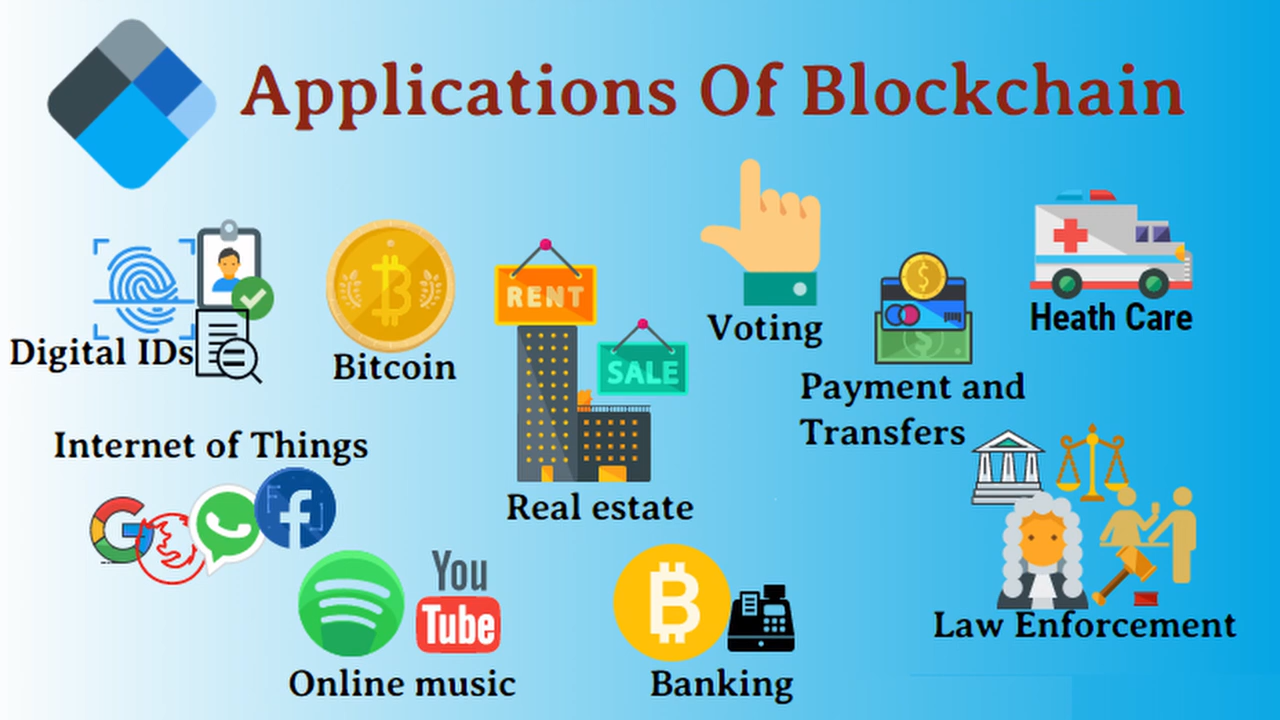 Applications Of Blockchain
RENT
SALE
Digital IDs
Bitcoin
Voting
Heath Care
Payment and
Transfers
Internet of Things
Real estate
You
Tube
Online music
Banking
Law Enforcement